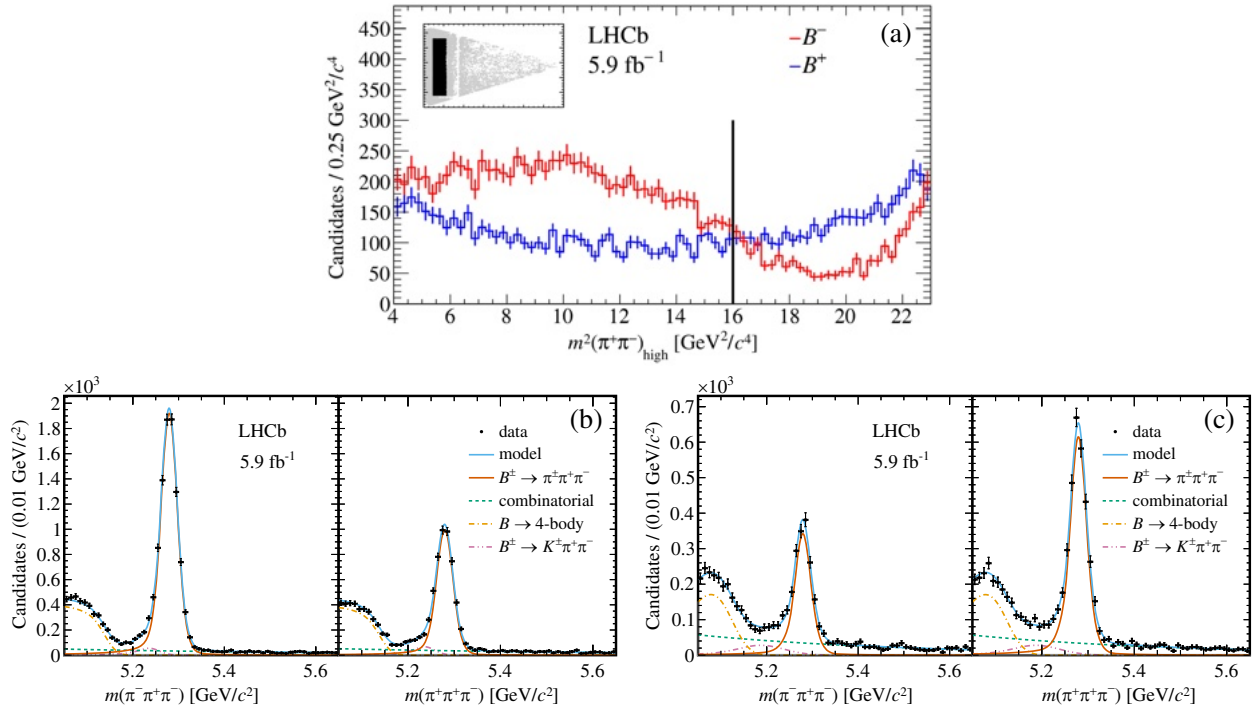 (a)
LHCb
5.9 fb⁻¹
B⁻
B⁺
Candidates / 0.25 GeV²/c⁴
450
400
350
300
250
200
150
100
50
0
4 6 8 10 12 14 16 18 20 22
m²(π⁺π⁻)high [GeV²/c⁴]
×10³
(b)
LHCb
5.9 fb⁻¹
data
model
B± → π±π⁺π⁻
combinatorial
B → 4-body
B± → K±π⁺π⁻
Candidates / (0.01 GeV/c²)
2
1.8
1.6
1.4
1.2
1
0.8
0.6
0.4
0.2
0
5.2 5.4 5.6 5.2 5.4 5.6
m(π⁻π⁺π⁻) [GeV/c²] m(π⁺π⁺π⁻) [GeV/c²]
×10³
(c)
LHCb
5.9 fb⁻¹
data
model
B± → π±π⁺π⁻
combinatorial
B → 4-body
B± → K±π⁺π⁻
Candidates / (0.01 GeV/c²)
0.7
0.6
0.5
0.4
0.3
0.2
0.1
0
5.2 5.4 5.6 5.2 5.4 5.6
m(π⁻π⁺π⁻) [GeV/c²] m(π⁺π⁺π⁻) [GeV/c²]